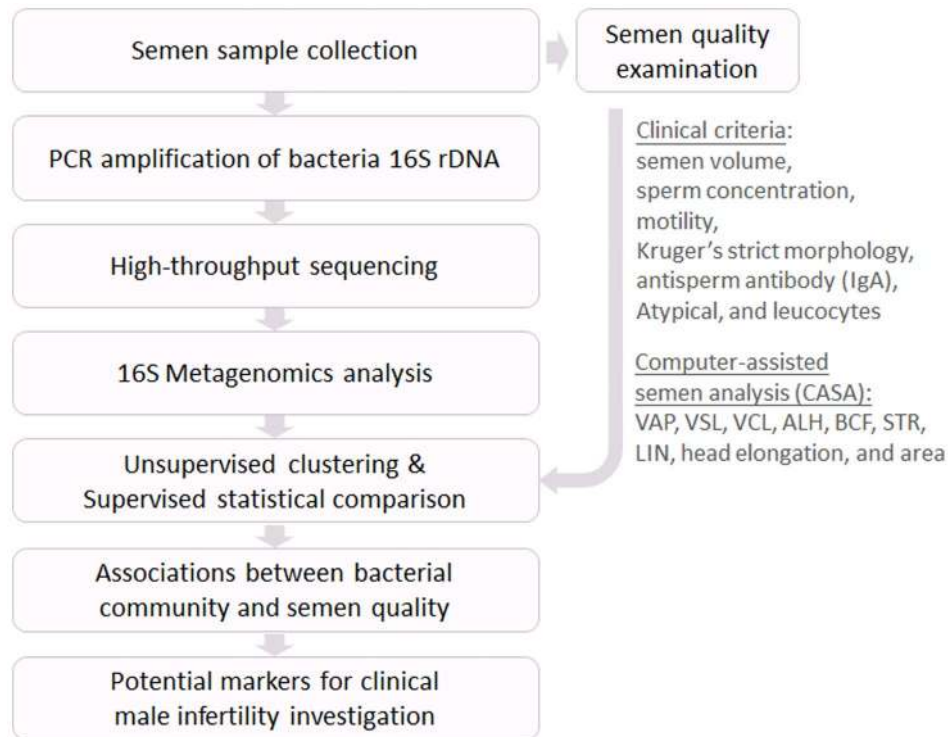 Semen sample collection
Semen quality
examination
PCR amplification of bacteria 16S rDNA
High-throughput sequencing
16S Metagenomics analysis
Unsupervised clustering &
Supervised statistical comparison
Associations between bacterial
community and semen quality
Potential markers for clinical
male infertility investigation
Clinical criteria:
semen volume,
sperm concentration,
motility,
Kruger's strict morphology,
antisperm antibody (IgA),
Atypical, and leucocytes
Computer-assisted
semen analysis (CASA):
VAP, VSL, VCL, ALH, BCF, STR,
LIN, head elongation, and area